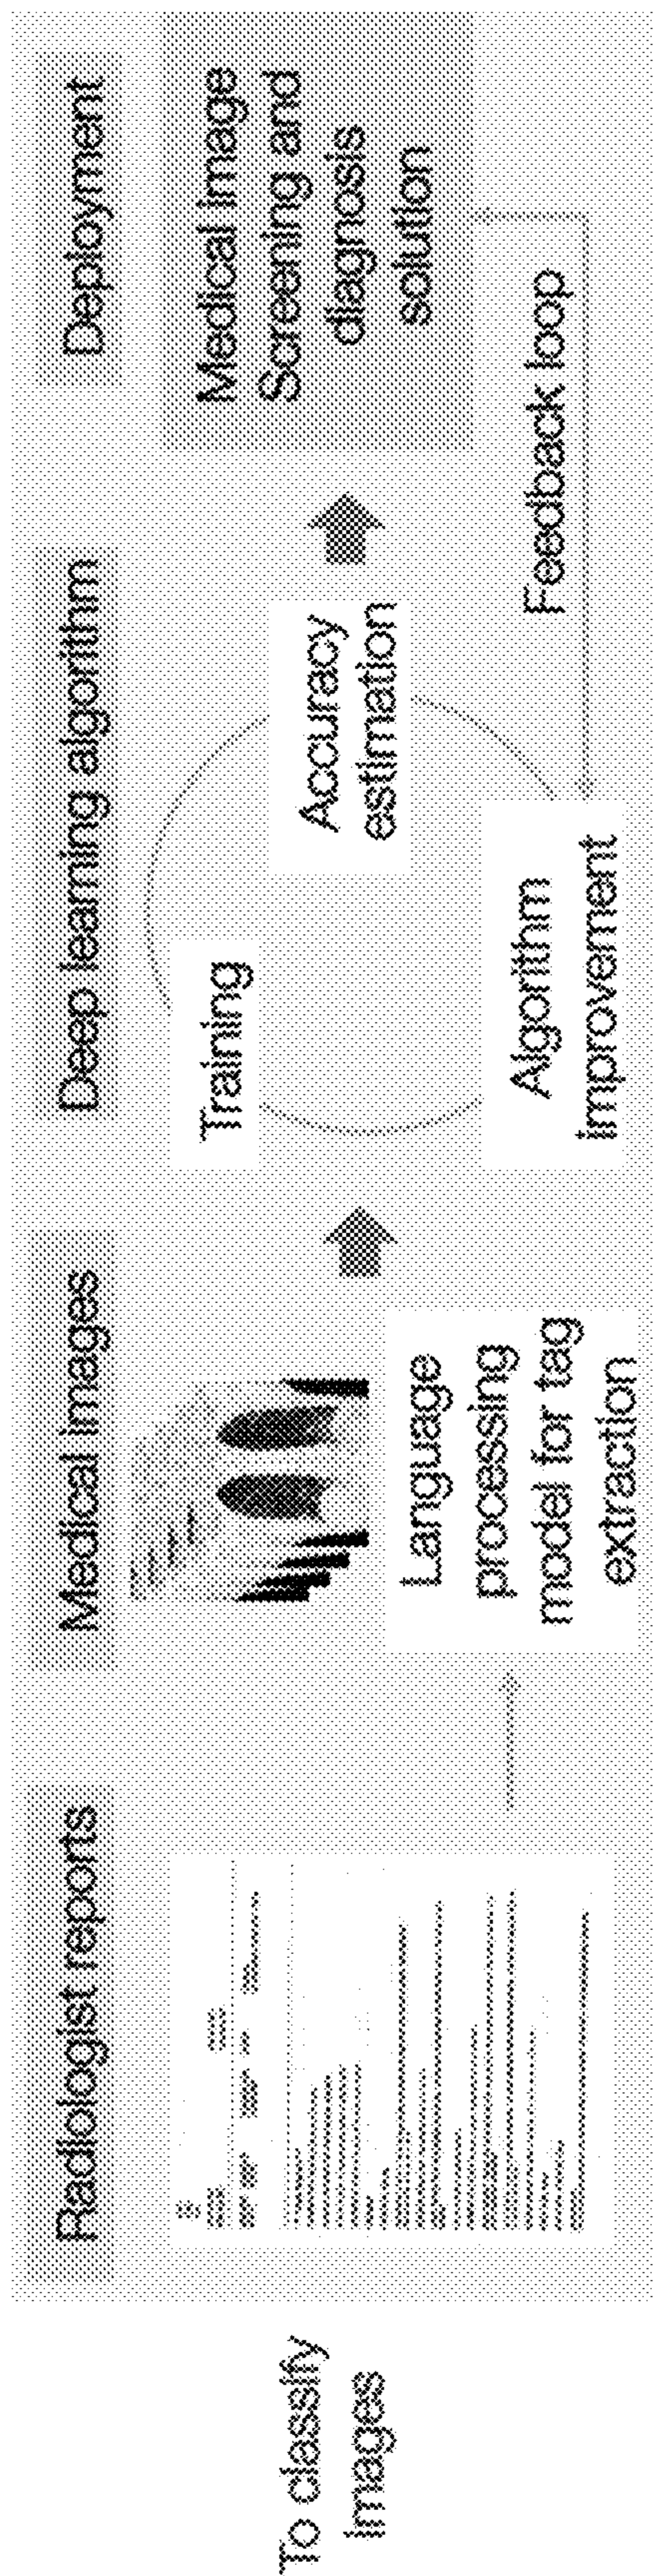 To classify
images
Radiologist reports
Medical images
Language
processing
model for tag
extraction
Deep learning algorithm
Training
Accuracy
estimation
Algorithm
improvement
Deployment
Medical image
Screening and
diagnosis
solution
Feedback loop